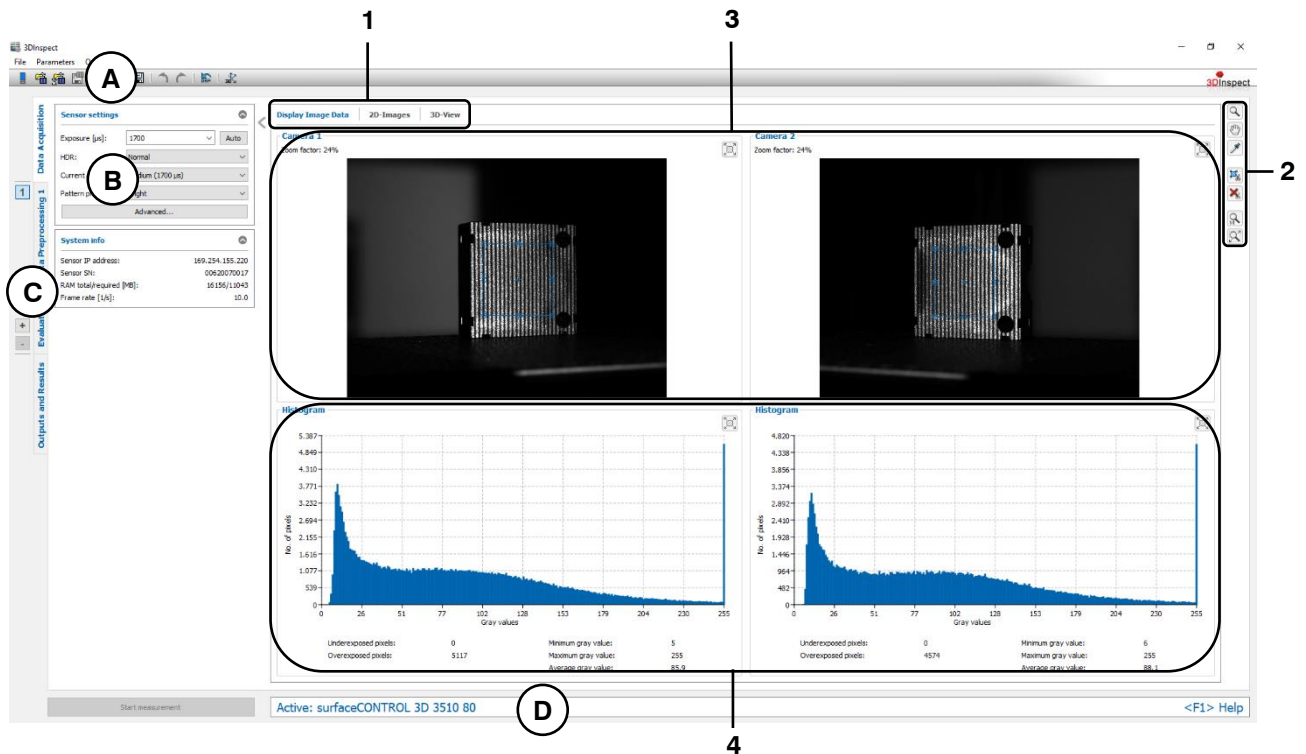 1
3
3DInspect
File Parameters
A
3DInspect
Data Acquisition
Preprocessing 1
Outputs and Results
1
+
-
Sensor settings
Exposure [µs]: 1700 Auto
HDR: Normal
Current
(1700 µs)
Pattern
B
Advanced...
System info
Sensor IP address: 169.254.155.220
Sensor SN: 00620070017
RAM total/required [MB]: 16156/11043
Frame rate [1/s]: 10.0
C
Display Image Data 2D-Images 3D-View
Camera 1
Zoom factor: 24%
Camera 2
Zoom factor: 24%
2
Histogram
5.387
4.849
4.310
3.771
3.232
2.694
2.155
1.616
1.077
539
0
No. of pixels
0 26 51 77 102 128 153 179 204 230 255
Gray values
Underexposed pixels: 0 Minimum gray value: 5
Overexposed pixels: 5117 Maximum gray value: 255
Average gray value: 85.9
Histogram
4.820
4.338
3.856
3.374
2.892
2.410
1.928
1.446
964
482
0
No. of pixels
0 26 51 77 102 128 153 179 204 230 255
Gray values
Underexposed pixels: 0 Minimum gray value: 6
Overexposed pixels: 4574 Maximum gray value: 255
Average gray value: 88.1
Start measurement
Active: surfaceCONTROL 3D 3510 80
D
<F1> Help
4